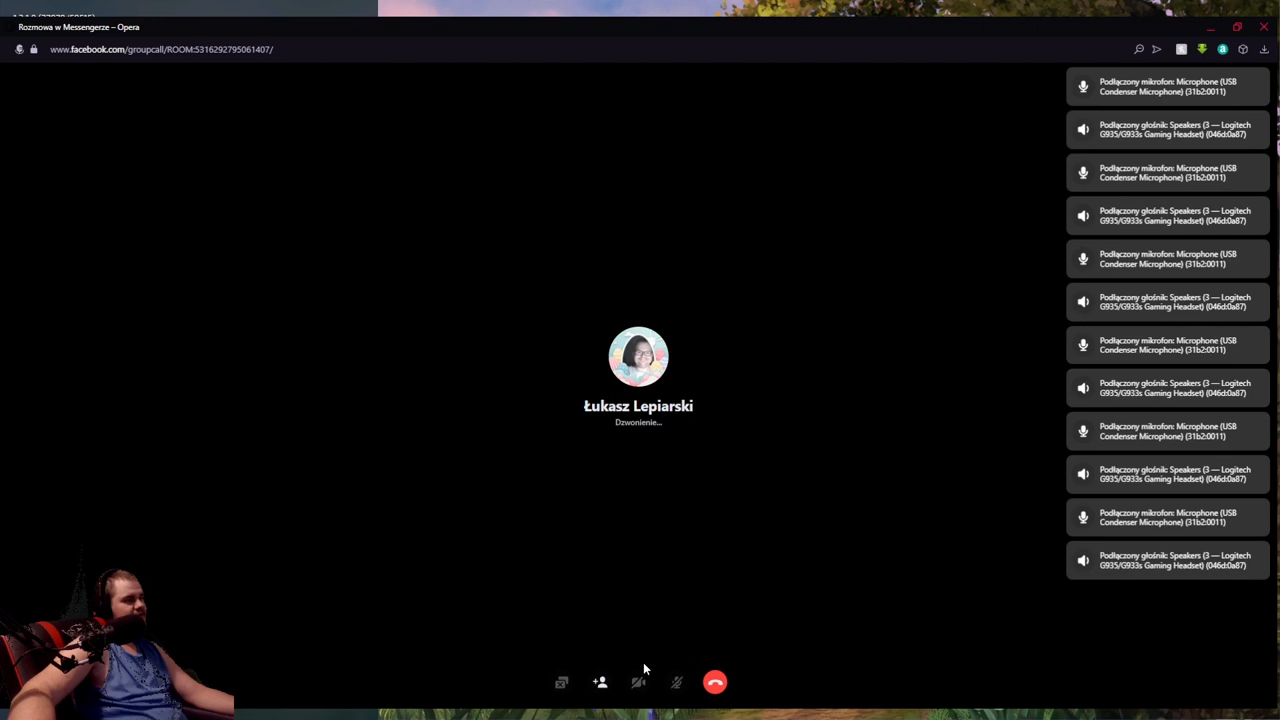 Rozmowa w Messengerze – Opera
www.facebook.com/groupcall/ROOM:5316292795061407/
Podłączony mikrofon: Microphone (USB
Condenser Microphone) (31b2:0011)
Podłączony głośnik: Speakers (3 — Logitech
G935/G933s Gaming Headset) (046d:0a87)
Podłączony mikrofon: Microphone (USB
Condenser Microphone) (31b2:0011)
Podłączony głośnik: Speakers (3 — Logitech
G935/G933s Gaming Headset) (046d:0a87)
Podłączony mikrofon: Microphone (USB
Condenser Microphone) (31b2:0011)
Podłączony głośnik: Speakers (3 — Logitech
G935/G933s Gaming Headset) (046d:0a87)
Podłączony mikrofon: Microphone (USB
Condenser Microphone) (31b2:0011)
Podłączony głośnik: Speakers (3 — Logitech
G935/G933s Gaming Headset) (046d:0a87)
Podłączony mikrofon: Microphone (USB
Condenser Microphone) (31b2:0011)
Podłączony głośnik: Speakers (3 — Logitech
G935/G933s Gaming Headset) (046d:0a87)
Podłączony mikrofon: Microphone (USB
Condenser Microphone) (31b2:0011)
Podłączony głośnik: Speakers (3 — Logitech
G935/G933s Gaming Headset) (046d:0a87)
Łukasz Lepiarski
Dzwonienie...